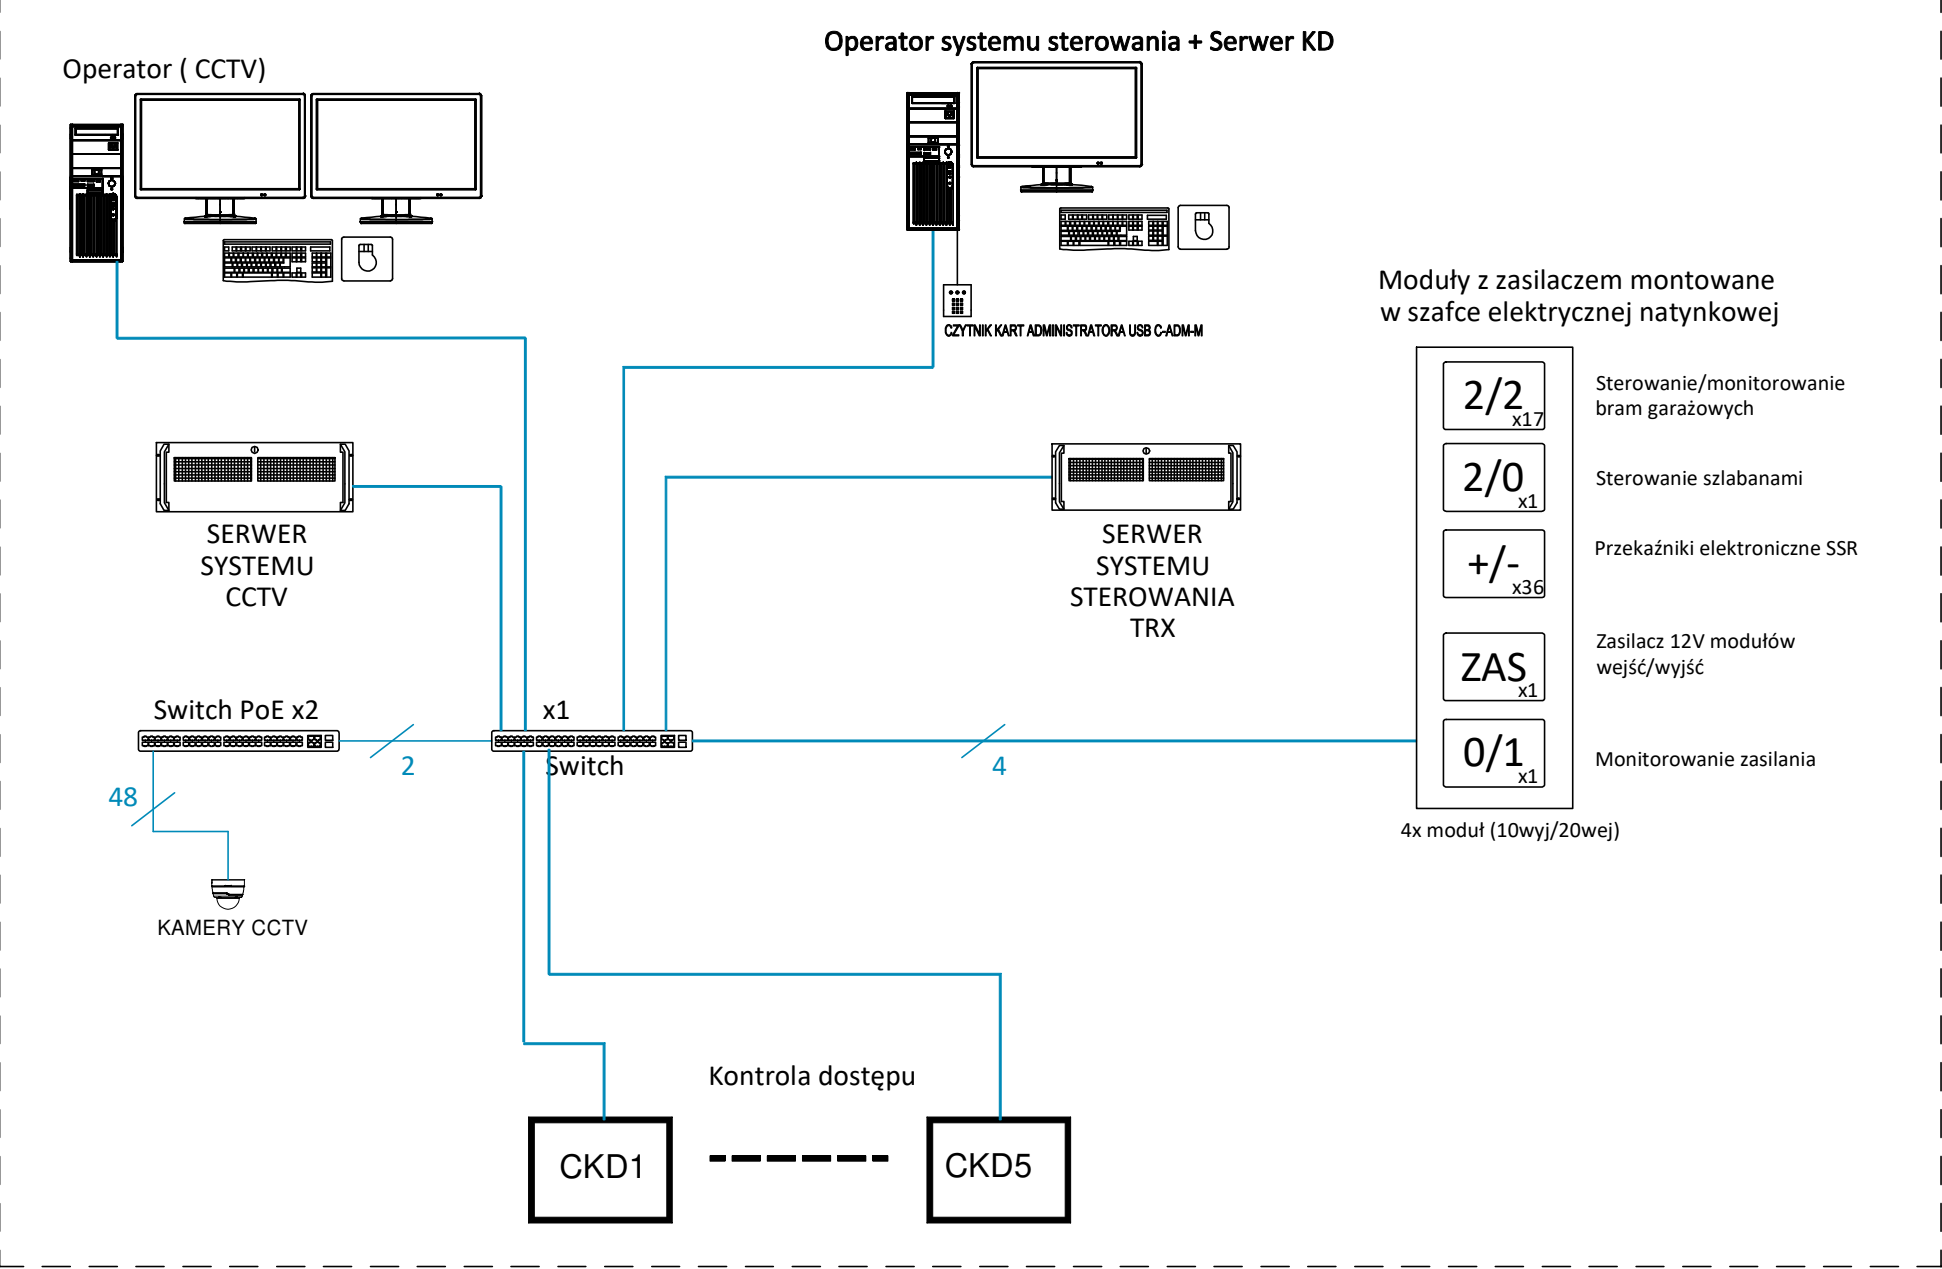 Operator systemu sterowania + Serwer KD
Operator ( CCTV)
CZYTNIK KART ADMINISTRATORA USB C-ADM-M
Moduły z zasilaczem montowane
w szafce elektrycznej natynkowej
2/2
x17
Sterowanie/monitorowanie
bram garażowych
2/0
x1
Sterowanie szlabanami
+/-
x36
Przekaźniki elektroniczne SSR
ZAS
x1
Zasilacz 12V modułów
wejść/wyjść
0/1
x1
Monitorowanie zasilania
4x moduł (10wyj/20wej)
SERWER
SYSTEMU
CCTV
SERWER
SYSTEMU
STEROWANIA
TRX
Switch PoE x2
x1
Switch
2
4
48
KAMERY CCTV
Kontrola dostępu
CKD1
CKD5